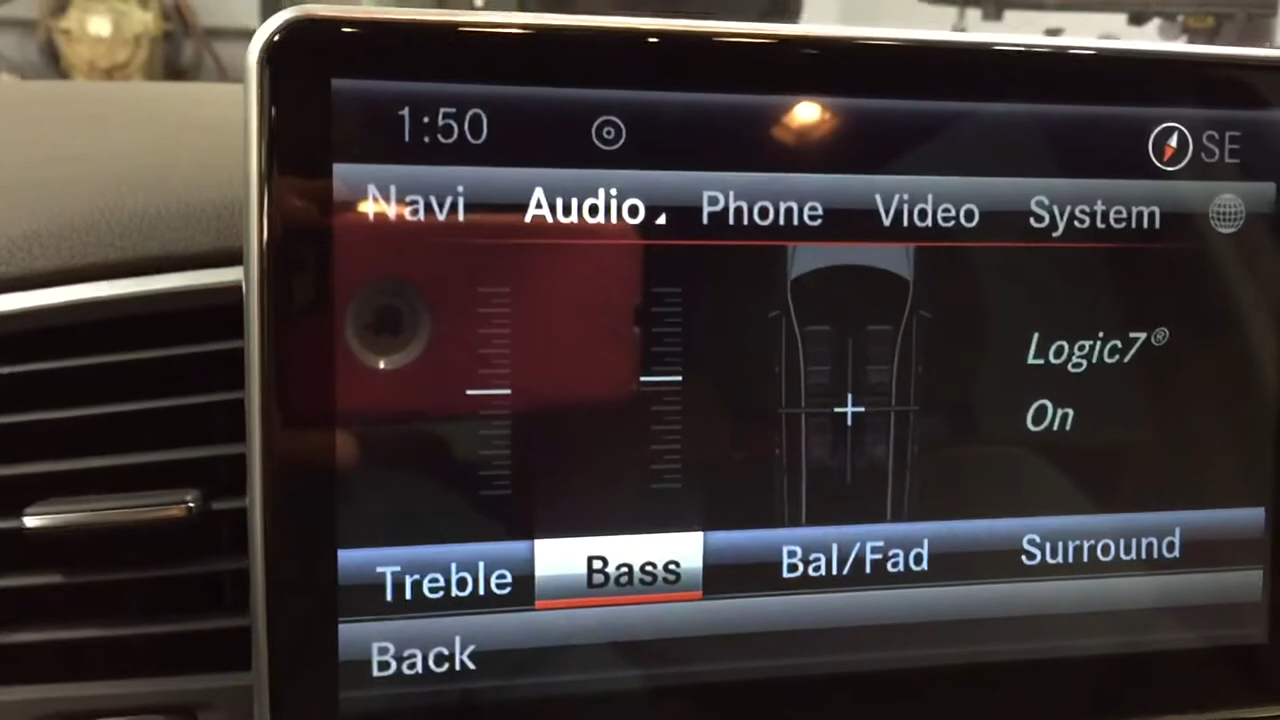 1:50 SE
Navi Audio Phone Video System
Logic7®
On
Treble Bass Bal/Fad Surround
Back